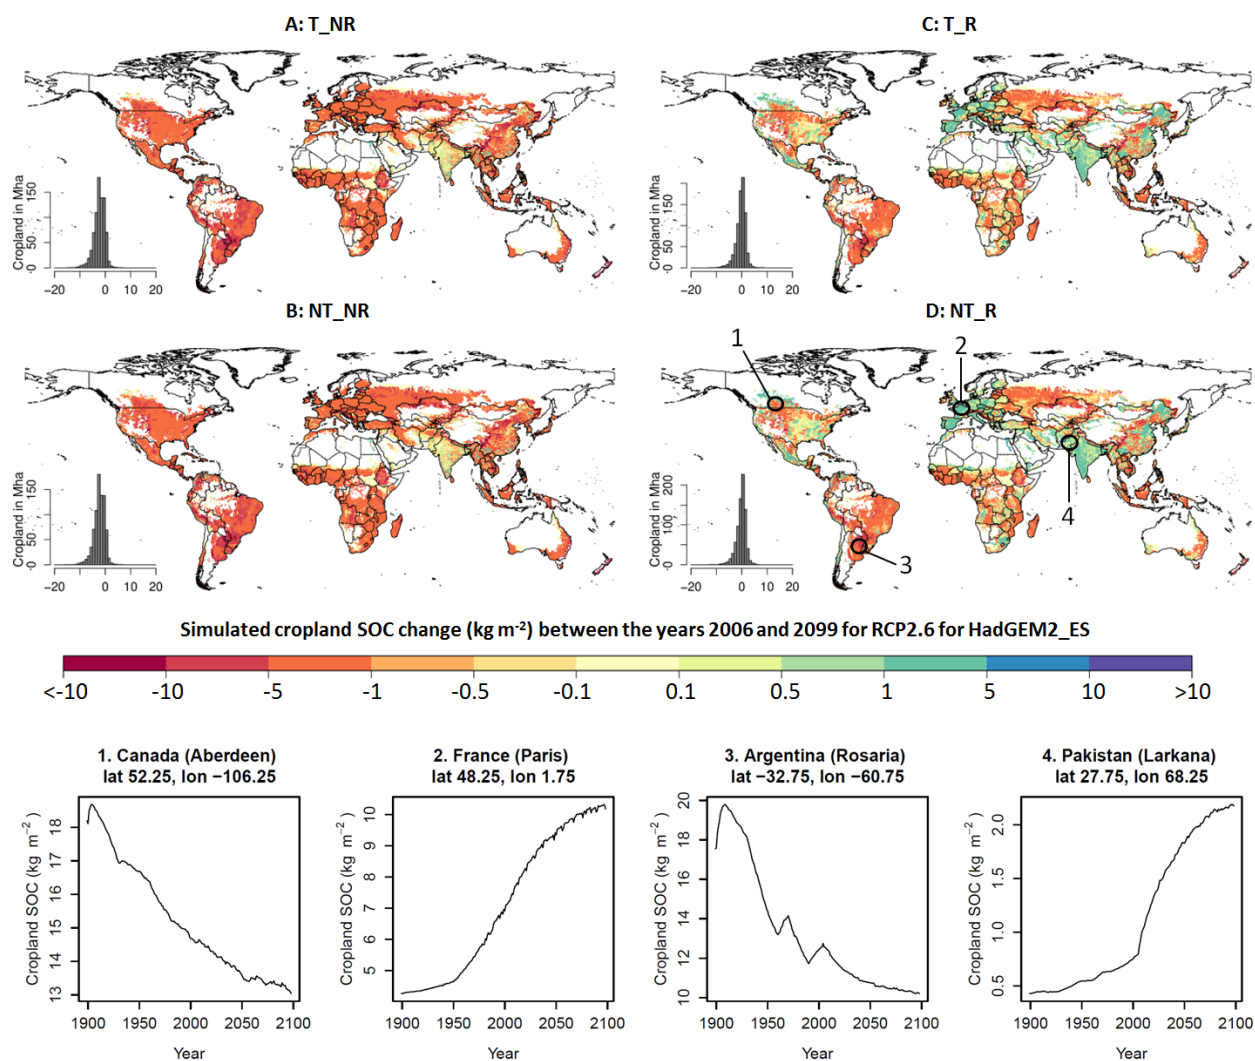 A: T_NR
C: T_R
Cropland in Mha
0 50 150
-20 0 10 20
Cropland in Mha
0 50 100 150
-20 0 10 20
B: NT_NR
D: NT_R
1
2
3
4
Cropland in Mha
0 50 150
-20 0 10 20
Cropland in Mha
0 100 200
-20 0 10 20
Simulated cropland SOC change (kg m-2) between the years 2006 and 2099 for RCP2.6 for HadGEM2_ES
<-10 -10 -5 -1 -0.5 -0.1 0.1 0.5 1 5 10 >10
1. Canada (Aberdeen)
lat 52.25, lon −106.25
Cropland SOC (kg m−2)
13 14 15 16 17 18
1900 1950 2000 2050 2100
Year
2. France (Paris)
lat 48.25, lon 1.75
Cropland SOC (kg m−2)
5 6 7 8 9 10
1900 1950 2000 2050 2100
Year
3. Argentina (Rosaria)
lat −32.75, lon −60.75
Cropland SOC (kg m−2)
10 12 14 16 18 20
1900 1950 2000 2050 2100
Year
4. Pakistan (Larkana)
lat 27.75, lon 68.25
Cropland SOC (kg m−2)
0.5 1.0 1.5 2.0
1900 1950 2000 2050 2100
Year